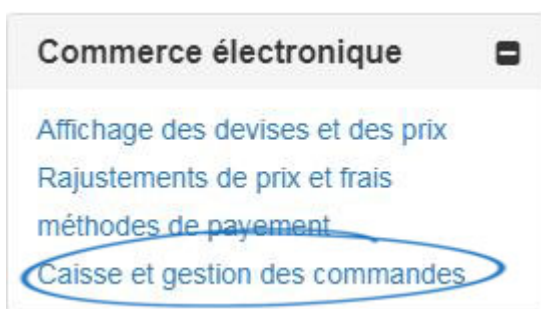 Commerce électronique
Affichage des devises et des prix
Rajustements de prix et frais
méthodes de payement
Caisse et gestion des commandes